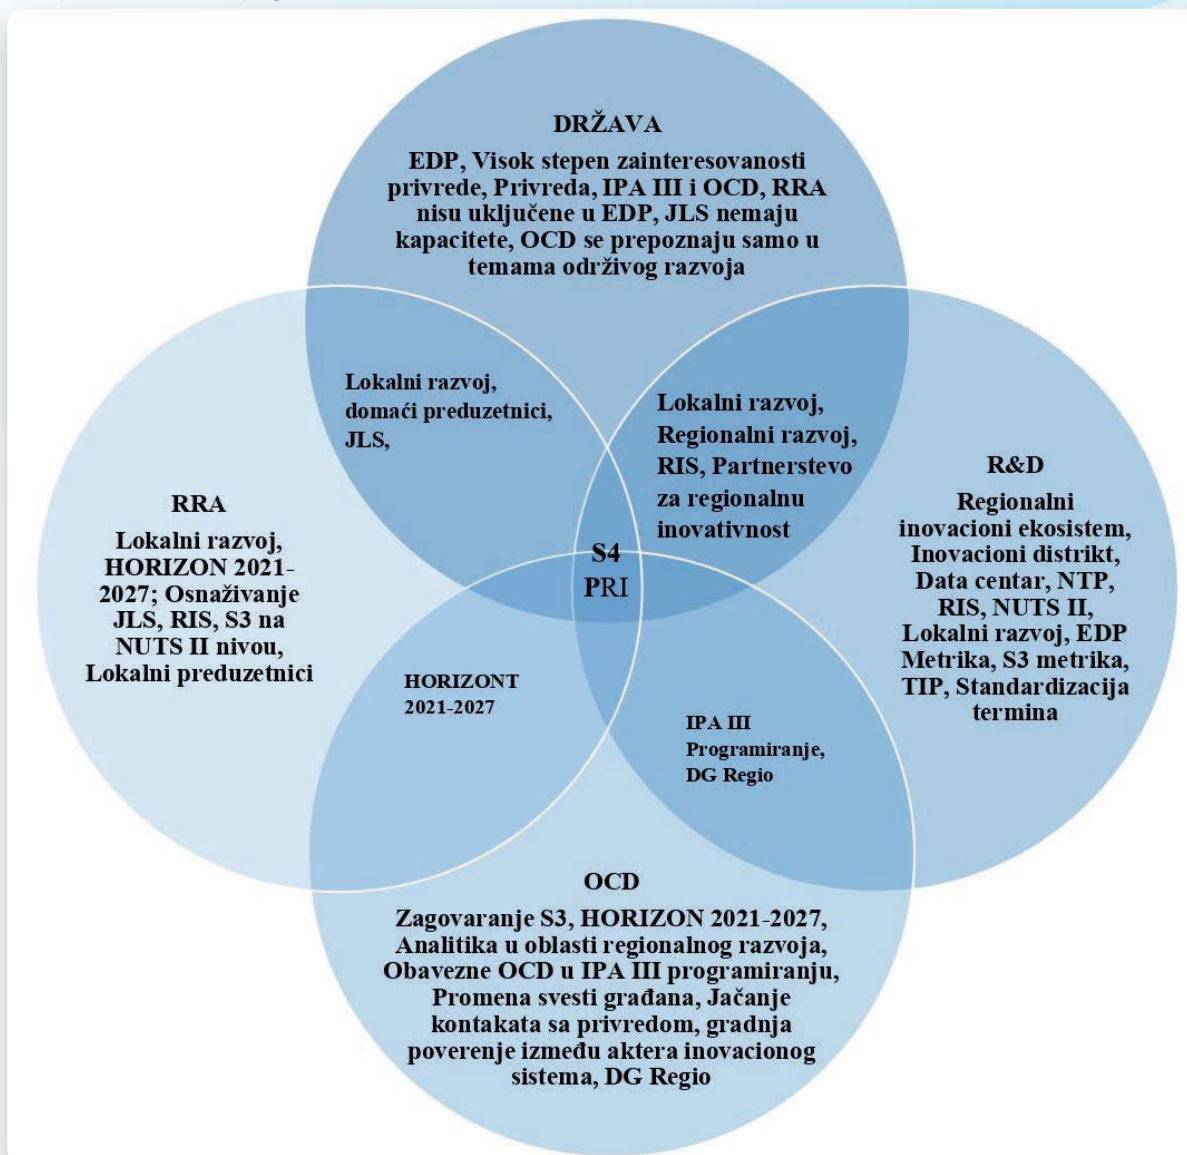 DRŽAVA
EDP, Visok stepen zainteresovanosti
privrede, Privreda, IPA III i OCD, RRA
nisu uključene u EDP, JLS nemaju
kapacitete, OCD se prepoznaju samo u
temama održivog razvoja
Lokalni razvoj,
domaći preduzetnici,
JLS,
Lokalni razvoj,
Regionalni razvoj,
RIS, Partnerstevo
za regionalnu
inovativnost
RRA
Lokalni razvoj,
HORIZON 2021-
2027; Osnaživanje
JLS, RIS, S3 na
NUTS II nivou,
Lokalni preduzetnici
S4
PRI
R&D
Regionalni
inovacioni ekosistem,
Inovacioni distrikt,
Data centar, NTP,
RIS, NUTS II,
Lokalni razvoj, EDP
Metrika, S3 metrika,
TIP, Standardizacija
termina
HORIZONT
2021-2027
IPA III
Programiranje,
DG Regio
OCD
Zagovaranje S3, HORIZON 2021-2027,
Analitika u oblasti regionalnog razvoja,
Obavezne OCD u IPA III programiranju,
Promena svesti građana, Jačanje
kontakata sa privredom, gradnja
poverenje između aktera inovacionog
sistema, DG Regio